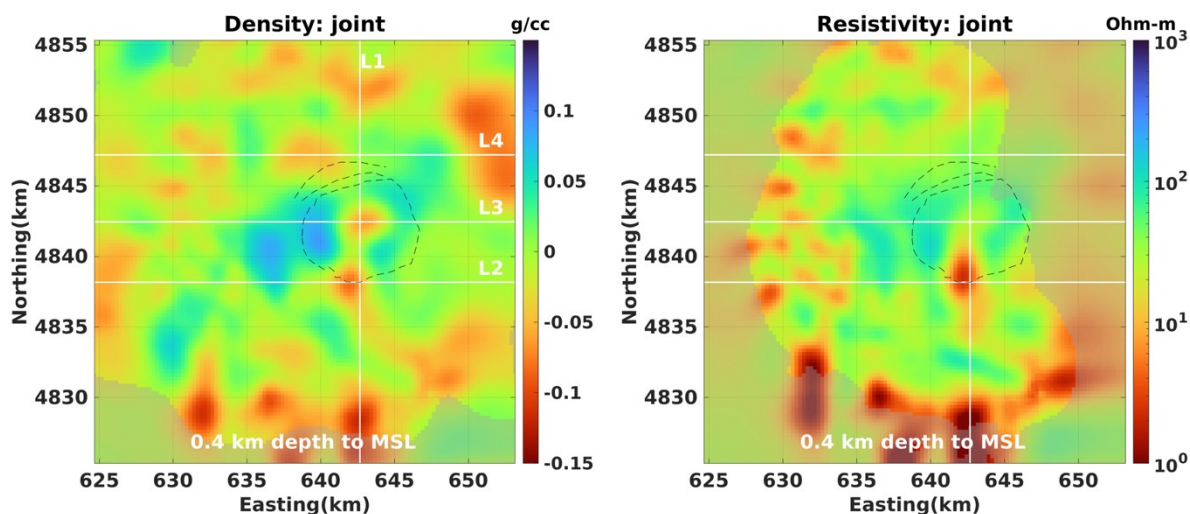 Density: joint
g/cc
4855
4850
4845
4840
4835
4830
Northing(km)
L1
L4
L3
L2
0.4 km depth to MSL
625
630
635
640
645
650
Easting(km)
0.1
0.05
0
-0.05
-0.1
-0.15
Resistivity: joint
Ohm-m
4855
4850
4845
4840
4835
4830
Northing(km)
0.4 km depth to MSL
625
630
635
640
645
650
Easting(km)
10³
10²
10¹
10⁰